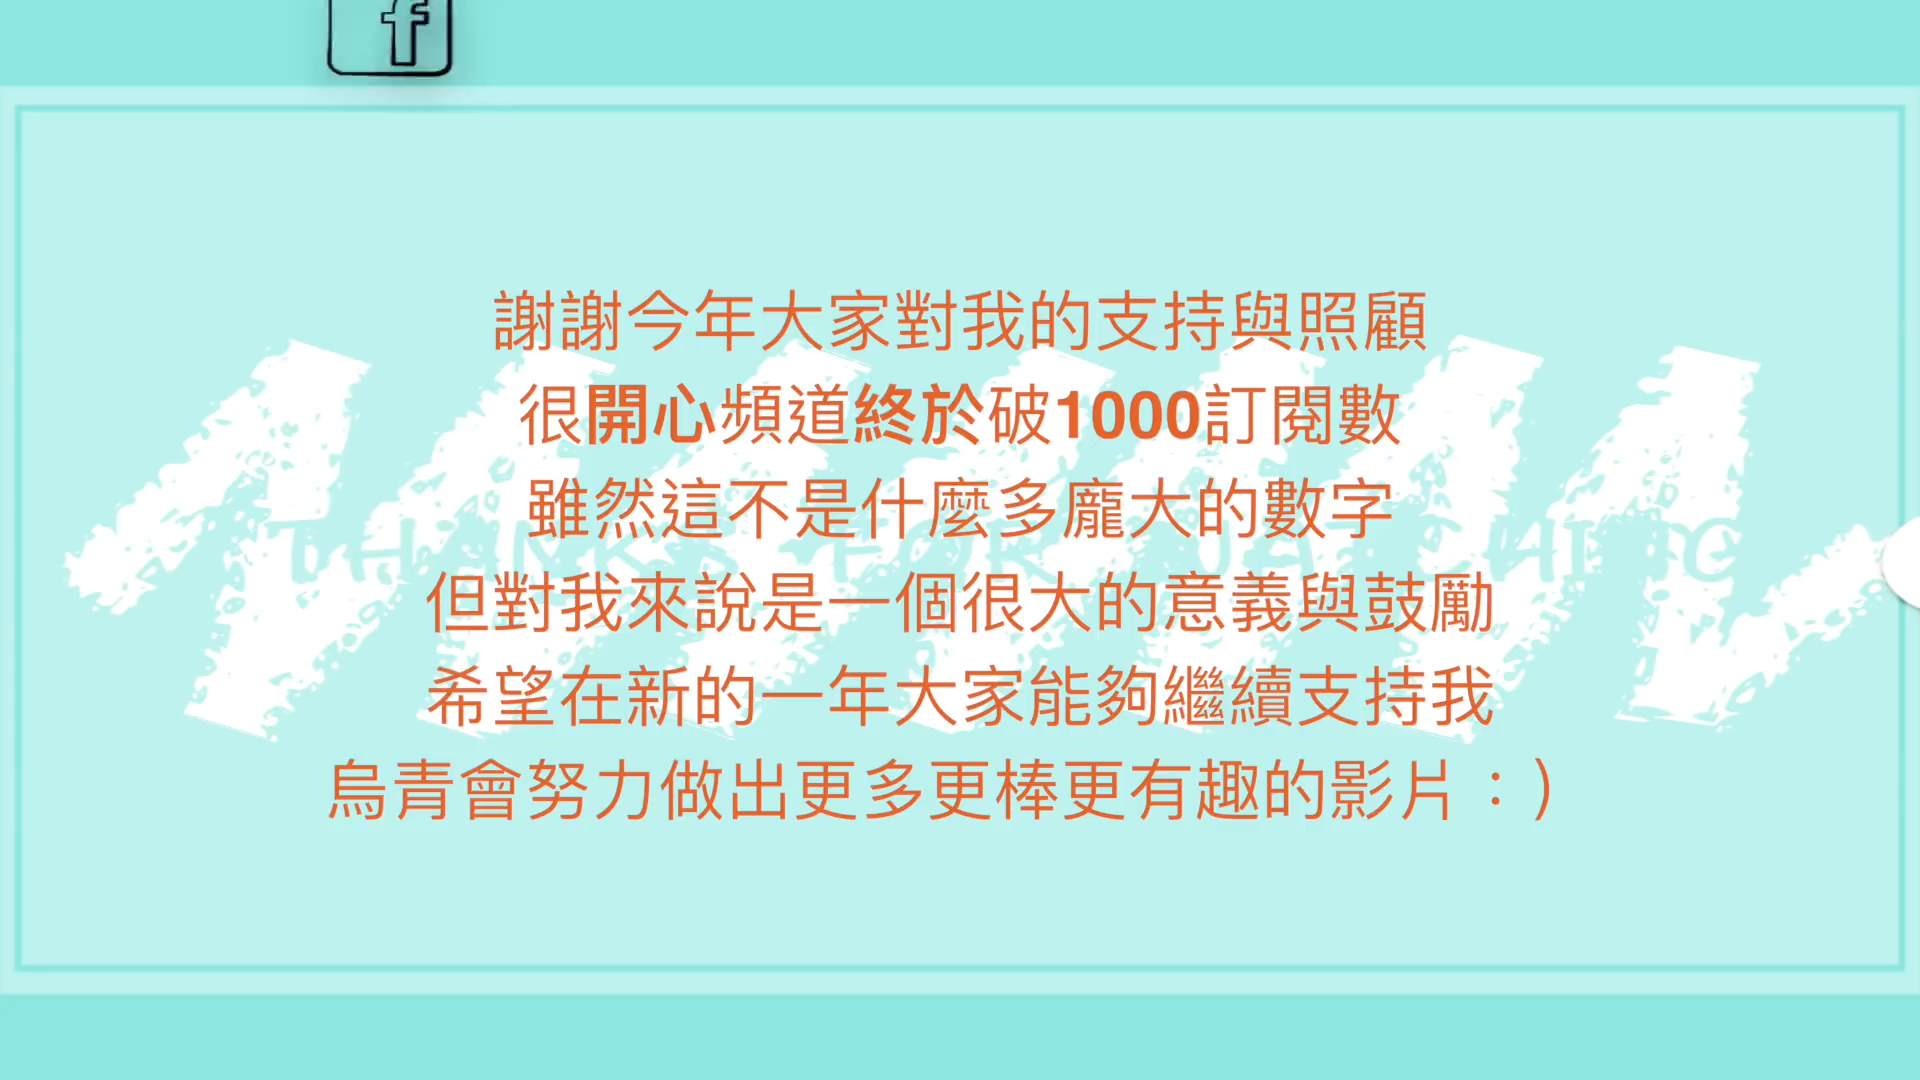 謝謝今年大家對我的支持與照顧
很開心頻道終於破1000訂閱數
雖然這不是什麼多龐大的數字
THANKS FOR WATCHING
但對我來說是一個很大的意義與鼓勵
希望在新的一年大家能夠繼續支持我
烏青會努力做出更多更棒更有趣的影片：）